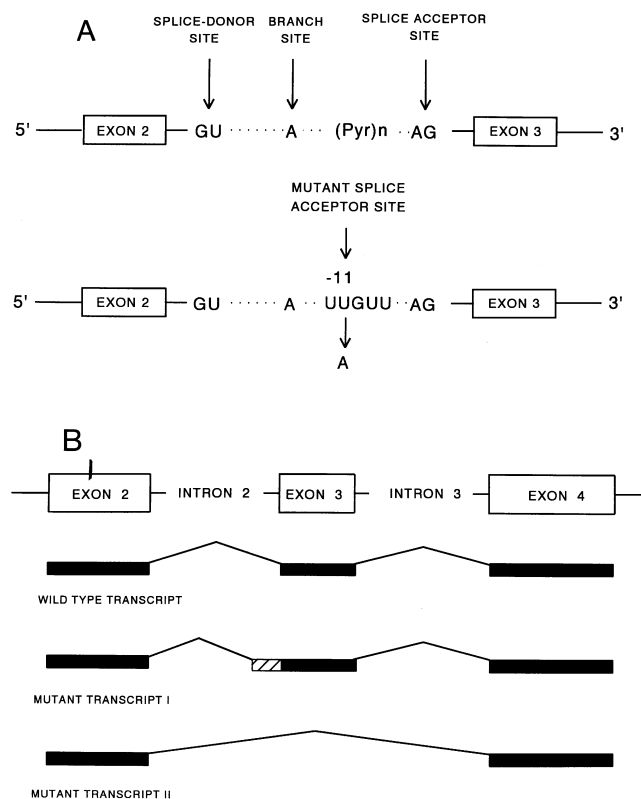 A
SPLICE-DONOR SITE
BRANCH SITE
SPLICE ACCEPTOR SITE
5' EXON 2 GU ······ A ··· (Pyr)n ·· AG EXON 3 3'
MUTANT SPLICE
ACCEPTOR SITE
-11
5' EXON 2 GU ······ A ·· UUGUU ·· AG EXON 3 3'
A
B
EXON 2 INTRON 2 EXON 3 INTRON 3 EXON 4
WILD TYPE TRANSCRIPT
MUTANT TRANSCRIPT I
MUTANT TRANSCRIPT II